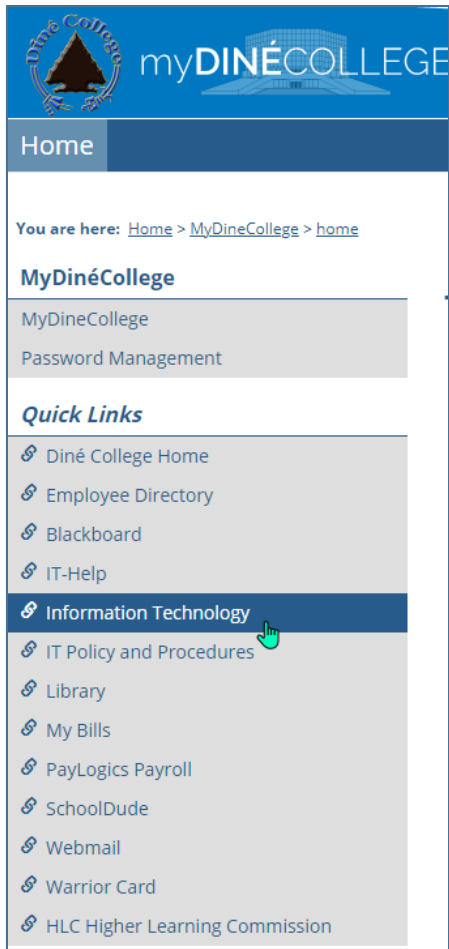 Diné College
myDINÉCOLLEGE
Home
You are here: Home > MyDineCollege > home
MyDinéCollege
MyDineCollege
Password Management
Quick Links
Diné College Home
Employee Directory
Blackboard
IT-Help
Information Technology
IT Policy and Procedures
Library
My Bills
PayLogics Payroll
SchoolDude
Webmail
Warrior Card
HLC Higher Learning Commission